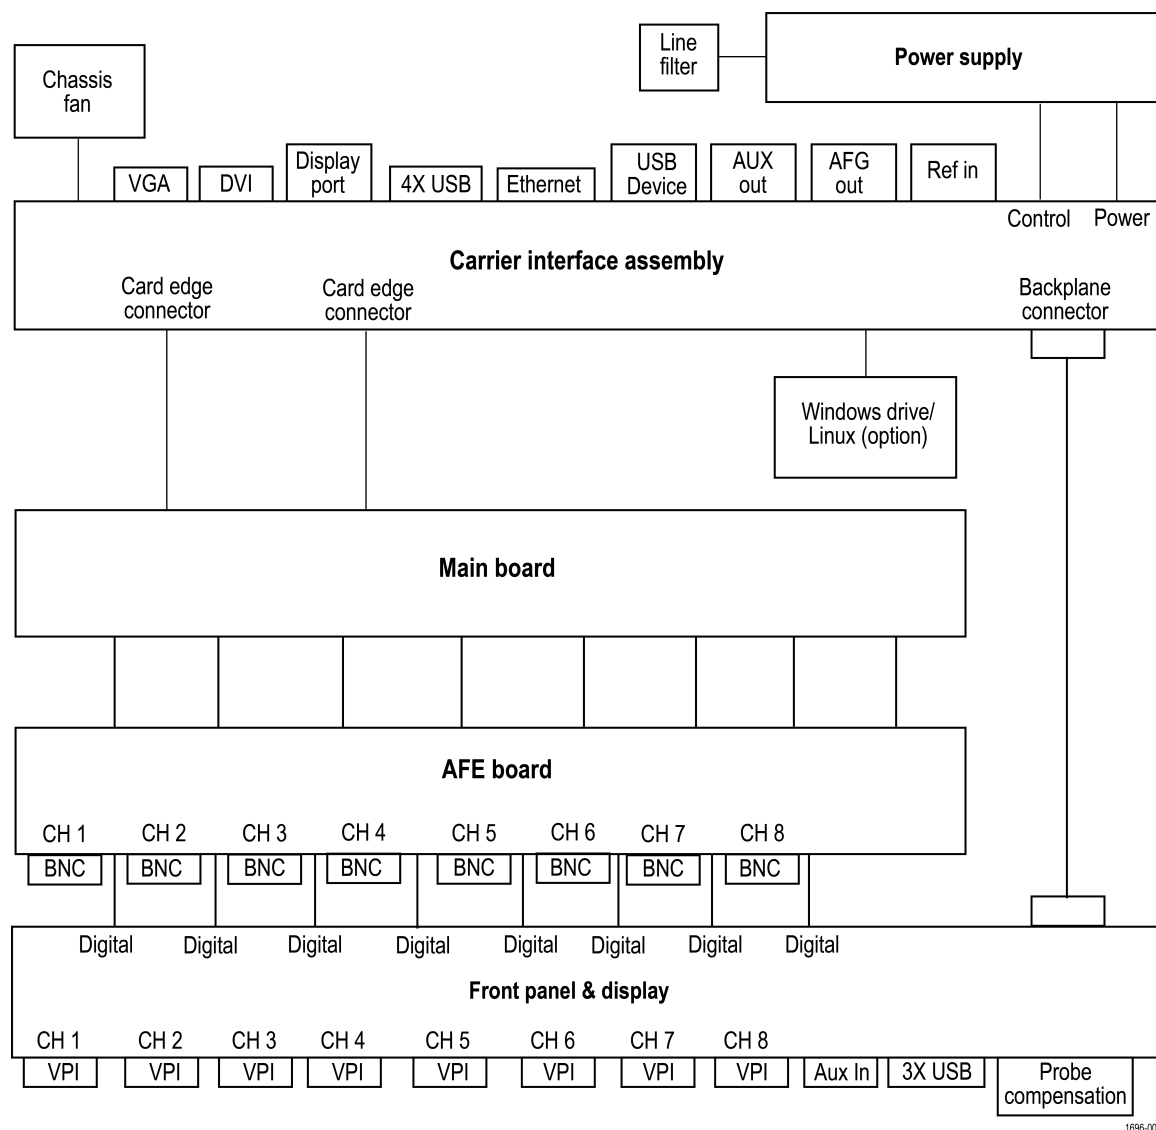 Line
filter
Power supply
Chassis
fan
VGA
DVI
Display
port
4X USB
Ethernet
USB
Device
AUX
out
AFG
out
Ref in
Control
Power
Carrier interface assembly
Card edge
connector
Card edge
connector
Backplane
connector
Windows drive/
Linux (option)
Main board
AFE board
CH 1
CH 2
CH 3
CH 4
CH 5
CH 6
CH 7
CH 8
BNC
BNC
BNC
BNC
BNC
BNC
BNC
BNC
Digital
Digital
Digital
Digital
Digital
Digital
Digital
Digital
Front panel & display
CH 1
CH 2
CH 3
CH 4
CH 5
CH 6
CH 7
CH 8
VPI
VPI
VPI
VPI
VPI
VPI
VPI
VPI
Aux In
3X USB
Probe
compensation
1696-00